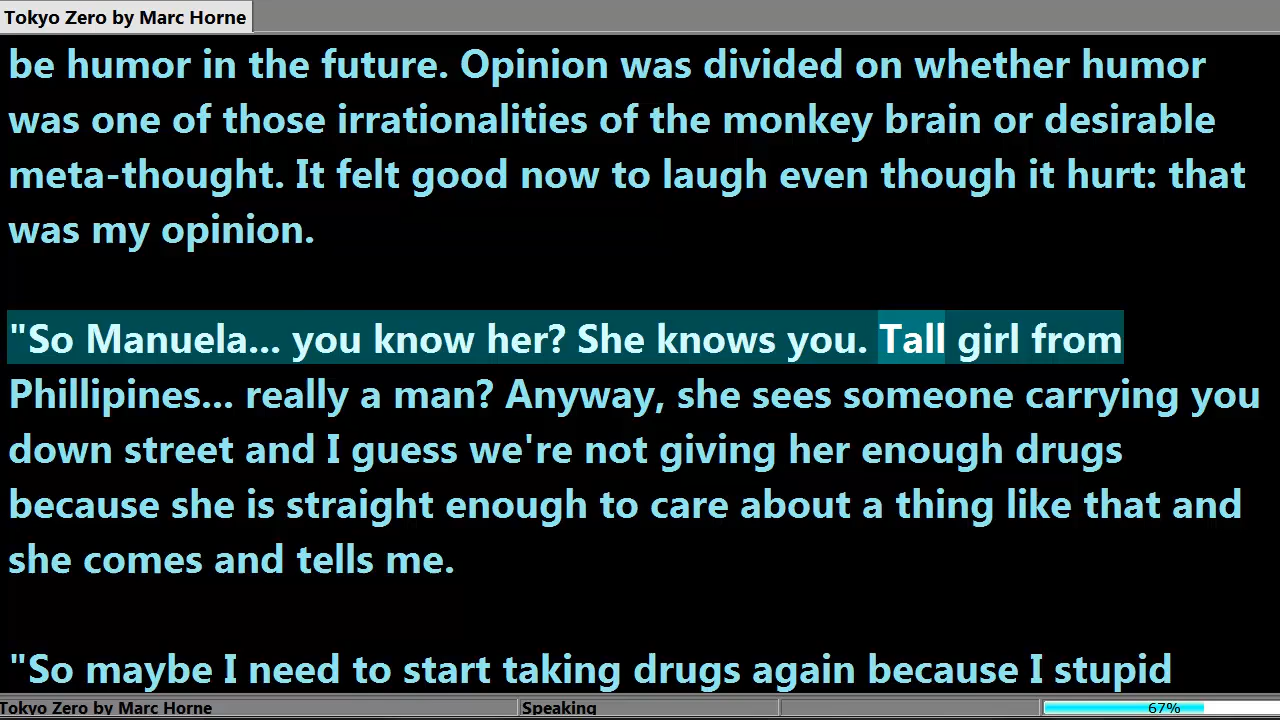 Tokyo Zero by Marc Horne
be humor in the future. Opinion was divided on whether humor
was one of those irrationalities of the monkey brain or desirable
meta-thought. It felt good now to laugh even though it hurt: that
was my opinion.
"So Manuela... you know her? She knows you. Tall girl from
Phillipines... really a man? Anyway, she sees someone carrying you
down street and I guess we're not giving her enough drugs
because she is straight enough to care about a thing like that and
she comes and tells me.
"So maybe I need to start taking drugs again because I stupid
Tokyo Zero by Marc Horne Speaking 67%